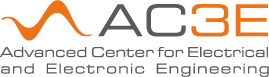 AC3E
Advanced Center for Electrical
and Electronic Engineering